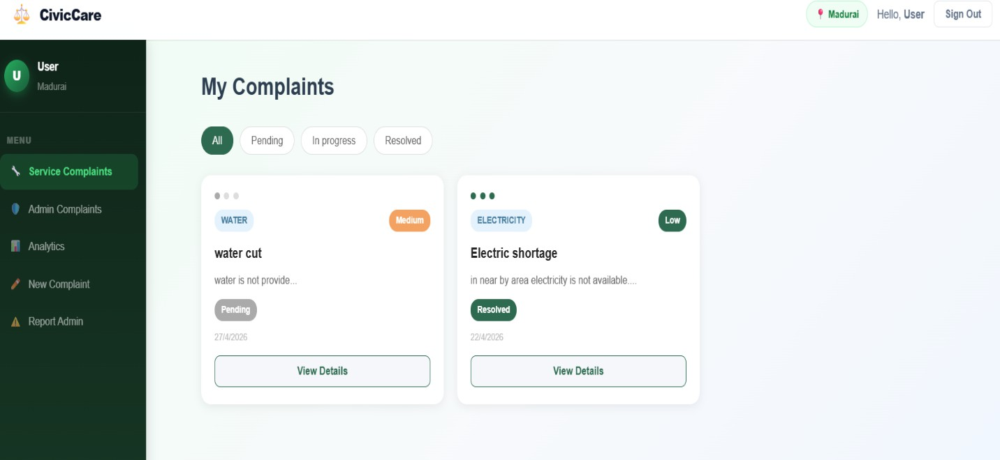 CivicCare
Madurai
Hello, User
Sign Out
U
User
Madurai
MENU
Service Complaints
Admin Complaints
Analytics
New Complaint
Report Admin
My Complaints
All
Pending
In progress
Resolved
WATER
Medium
water cut
water is not provide...
Pending
27/4/2026
View Details
ELECTRICITY
Low
Electric shortage
in near by area electricity is not available....
Resolved
22/4/2026
View Details